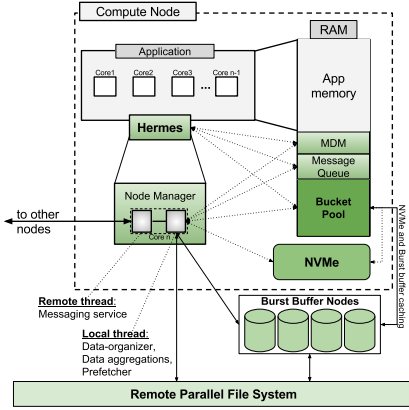 Compute Node
RAM
Application
Core1 Core2 Core3 ... Core n-1
App
memory
Hermes
MDM
Message
Queue
Node Manager
Bucket
Pool
to other
nodes
Core n
NVMe
NVMe and Burst buffer caching
Remote thread:
Messaging service
Burst Buffer Nodes
Local thread:
Data-organizer,
Data aggregations,
Prefetcher
Remote Parallel File System